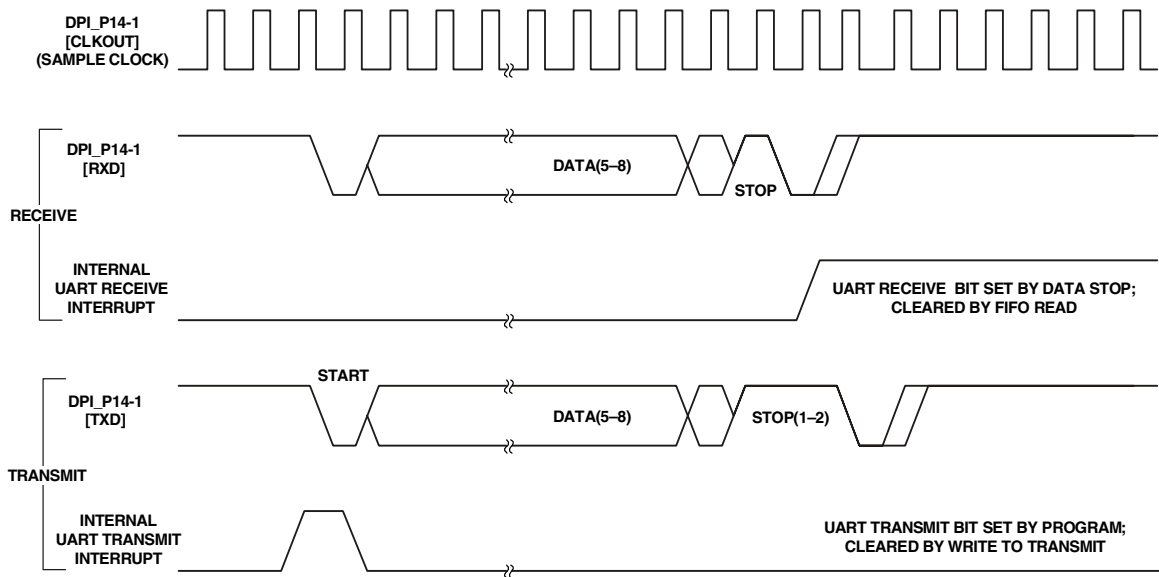 DPI_P14-1
[CLKOUT]
(SAMPLE CLOCK)
DPI_P14-1
[RXD]
DATA(5–8)
STOP
RECEIVE
INTERNAL
UART RECEIVE
INTERRUPT
UART RECEIVE BIT SET BY DATA STOP;
CLEARED BY FIFO READ
START
DPI_P14-1
[TXD]
DATA(5–8)
STOP(1–2)
TRANSMIT
INTERNAL
UART TRANSMIT
INTERRUPT
UART TRANSMIT BIT SET BY PROGRAM;
CLEARED BY WRITE TO TRANSMIT